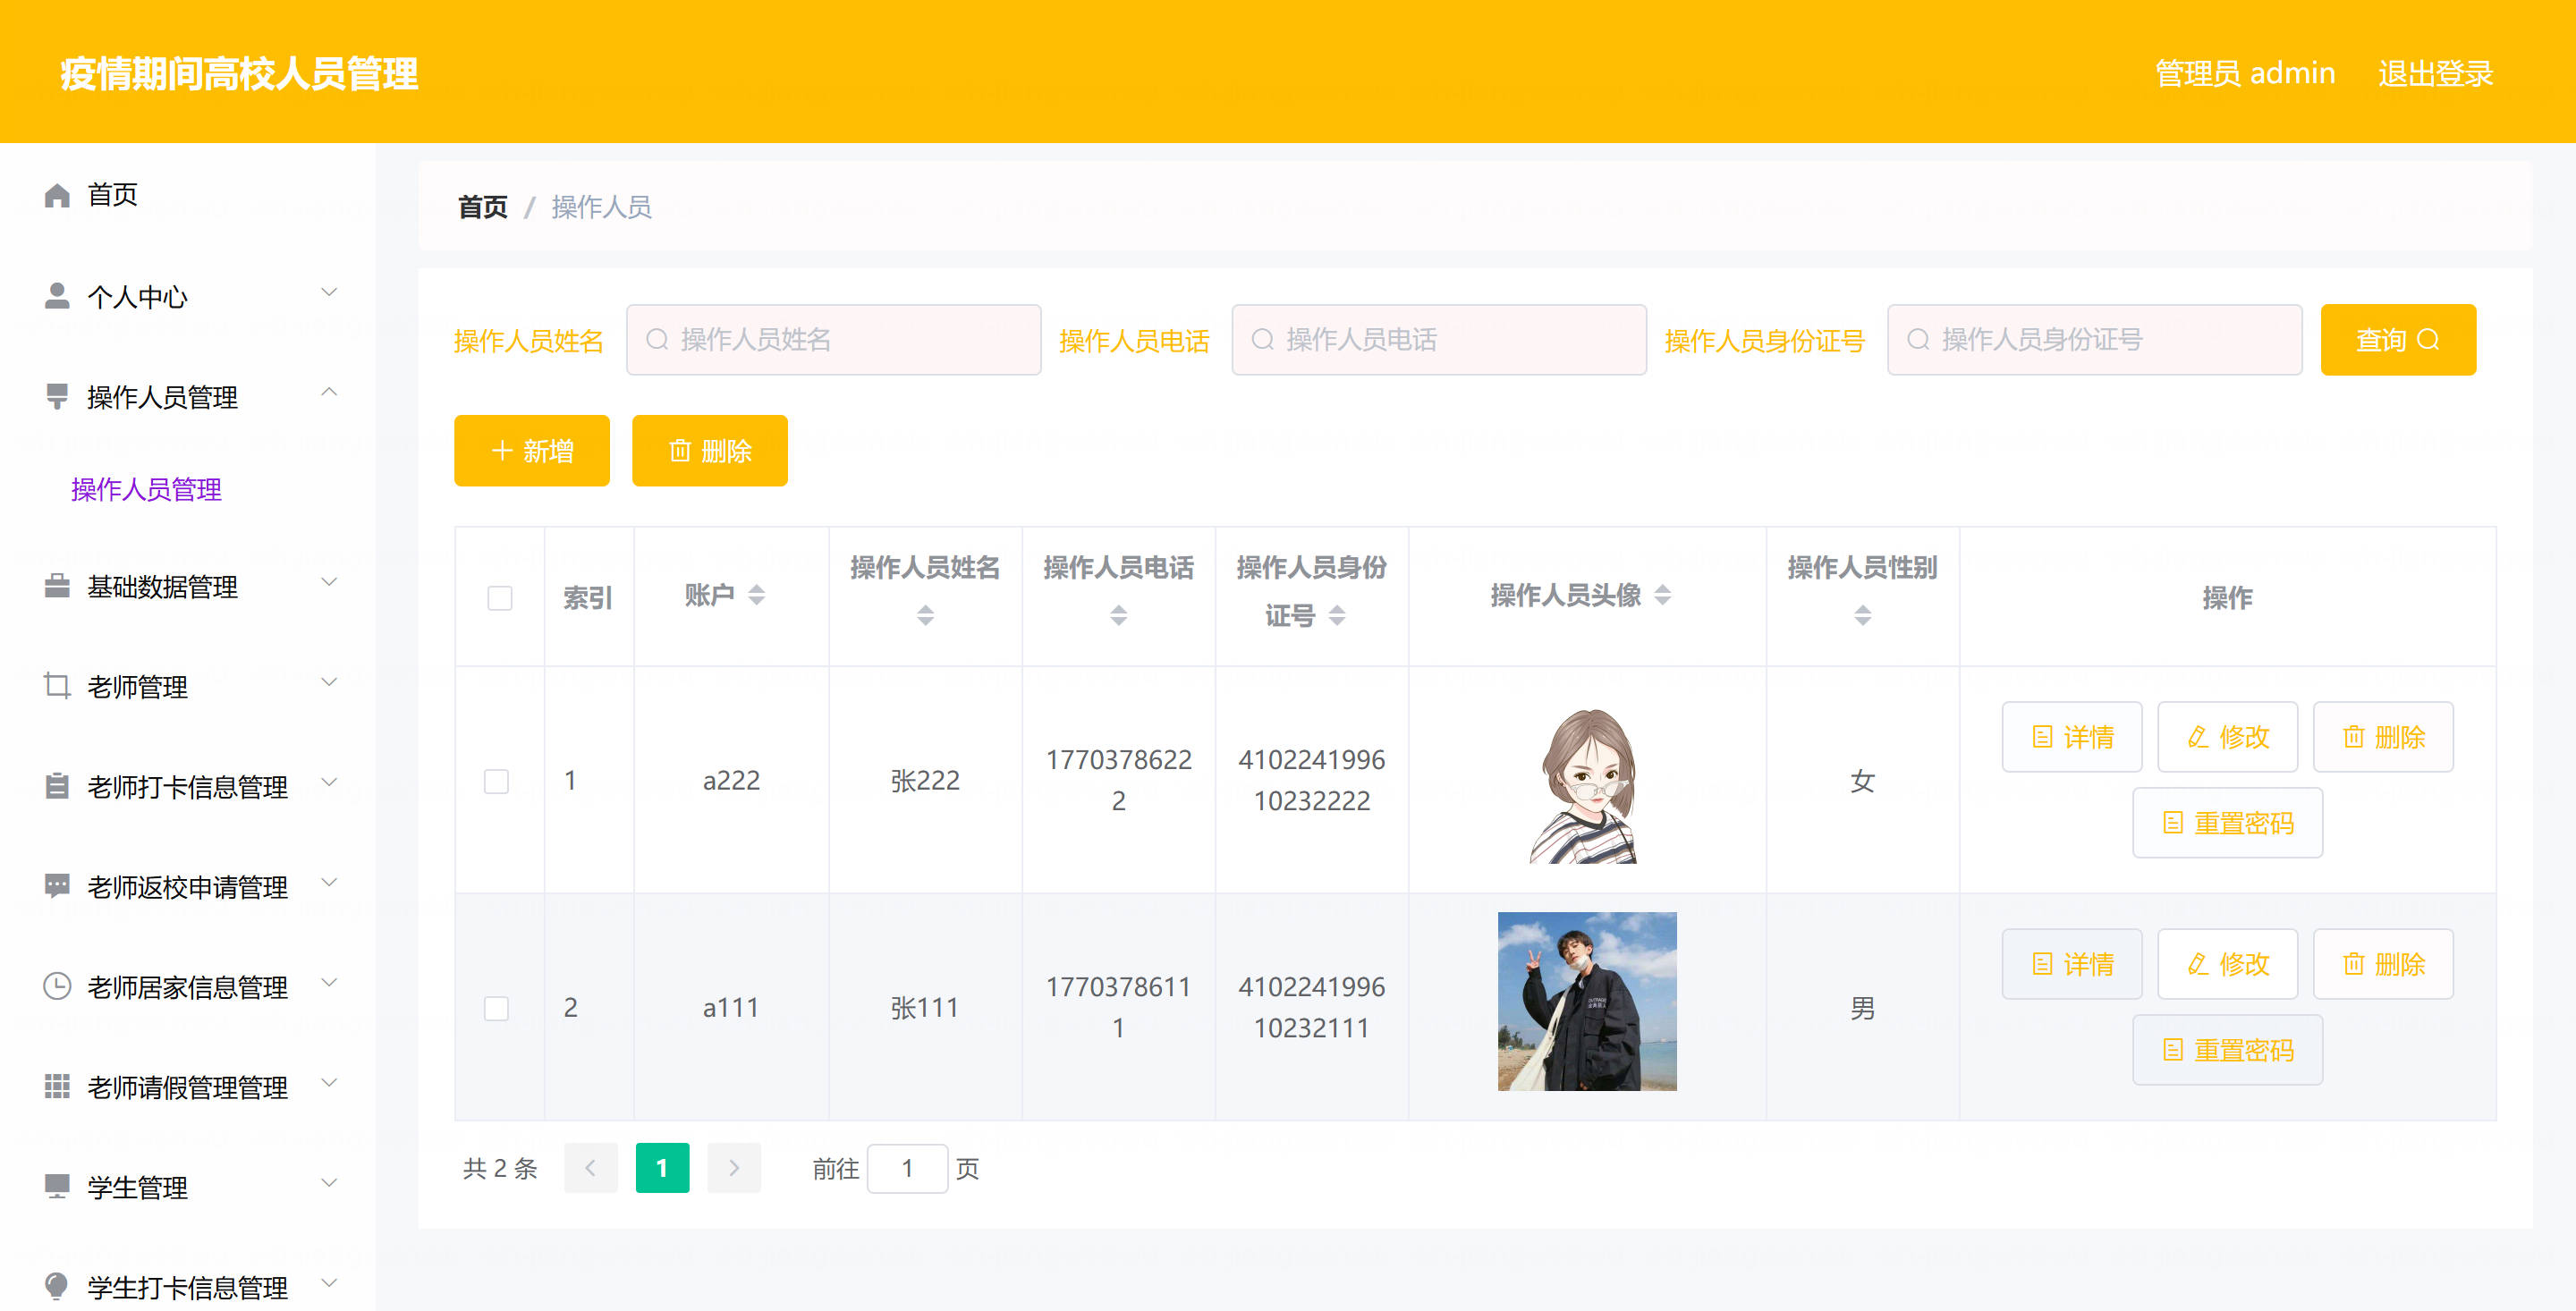 疫情期间高校人员管理
管理员 admin
退出登录
首页
个人中心
操作人员管理
操作人员管理
基础数据管理
老师管理
老师打卡信息管理
老师返校申请管理
老师居家信息管理
老师请假管理管理
学生管理
学生打卡信息管理
首页 / 操作人员
操作人员姓名 操作人员姓名 操作人员电话 操作人员电话 操作人员身份证号 操作人员身份证号 查询
新增 删除
索引 账户 操作人员姓名 操作人员电话 操作人员身份
证号 操作人员头像 操作人员性别 操作
1 a222 张222 1770378622
2 4102241996
10232222 女 详情 修改 删除
重置密码
2 a111 张111 1770378611
1 4102241996
10232111 男 详情 修改 删除
重置密码
共 2 条 1 前往 1 页